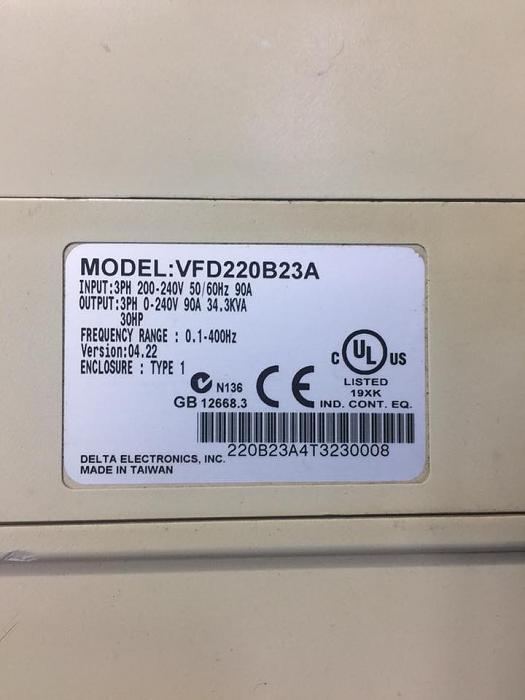 MODEL:VFD220B23A
INPUT:3PH 200-240V 50/60Hz 90A
OUTPUT:3PH 0-240V 90A 34.3KVA
30HP
FREQUENCY RANGE : 0.1-400Hz
Version:04.22
ENCLOSURE : TYPE 1
N136
GB 12668.3
CE
C UL US
LISTED
19XK
IND. CONT. EQ.
220B23A4T3230008
DELTA ELECTRONICS, INC.
MADE IN TAIWAN